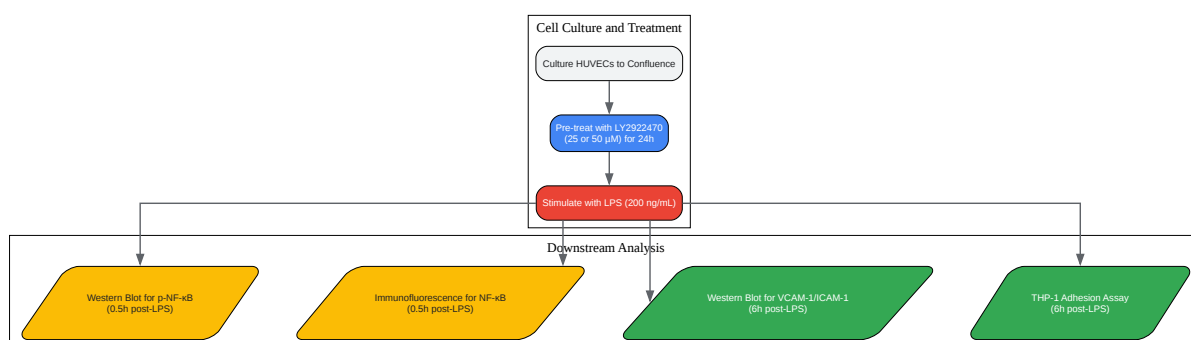 Cell Culture and Treatment
Culture HUVECs to Confluence
Pre-treat with LY2922470
(25 or 50 µM) for 24h
Stimulate with LPS (200 ng/mL)
Downstream Analysis
Western Blot for p-NF-κB
(0.5h post-LPS)
Immunofluorescence for NF-κB
(0.5h post-LPS)
Western Blot for VCAM-1/ICAM-1
(6h post-LPS)
THP-1 Adhesion Assay
(6h post-LPS)